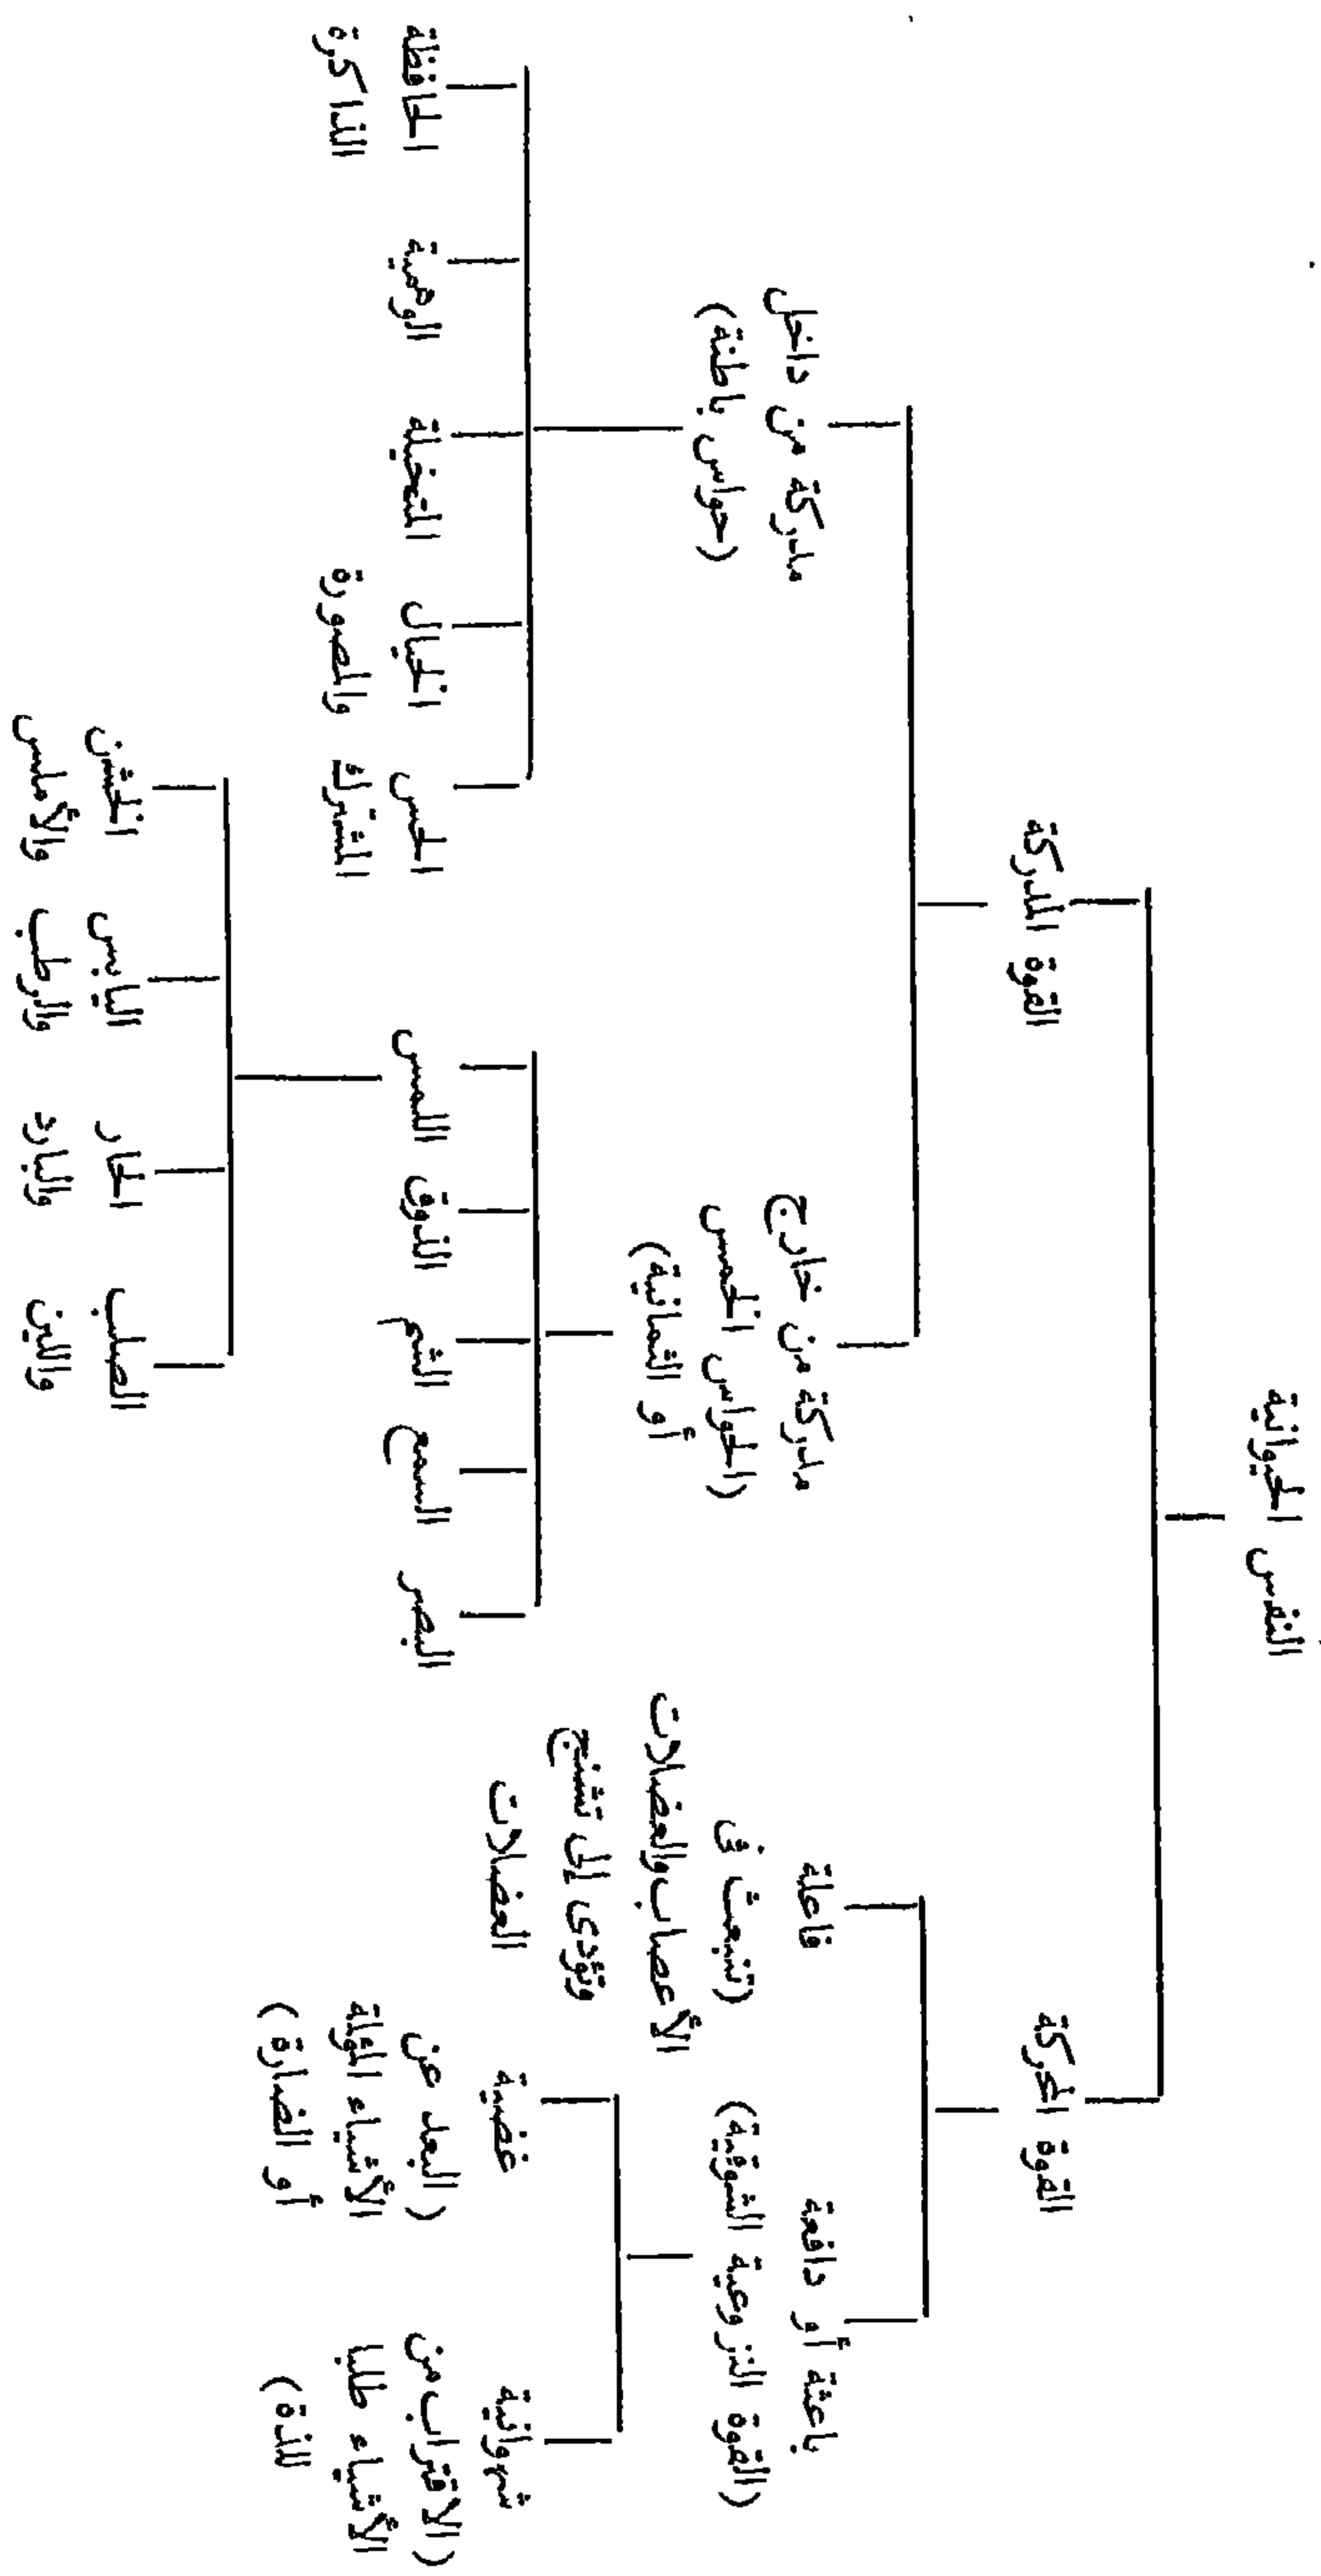 النفس الحيوانية
القوة المحركة
القوة المدركة
باعثة أو دافعة
(القوة النزوعية الشوقية)
فاعلة
(تنبعث فى
الأعصاب والعضلات
وتؤدى إلى تشنج
العضلات
مدركة من خارج
(الحواس الخمس
أو الثمانية)
مدركة من داخل
(حواس باطنة)
شهوانية
(الاقتراب من
الأشياء طلبا
للذة)
غضبية
(البعد عن
الأشياء المؤلمة
أو الضارة)
البصر
السمع
الشم
الذوق
اللمس
الحس
المشترك
الخيال
والمصورة
المتخيلة
الوهمية
الحافظة
الذاكرة
الصلب
واللين
الحار
والبارد
اليابس
والرطب
الخشن
والأملس